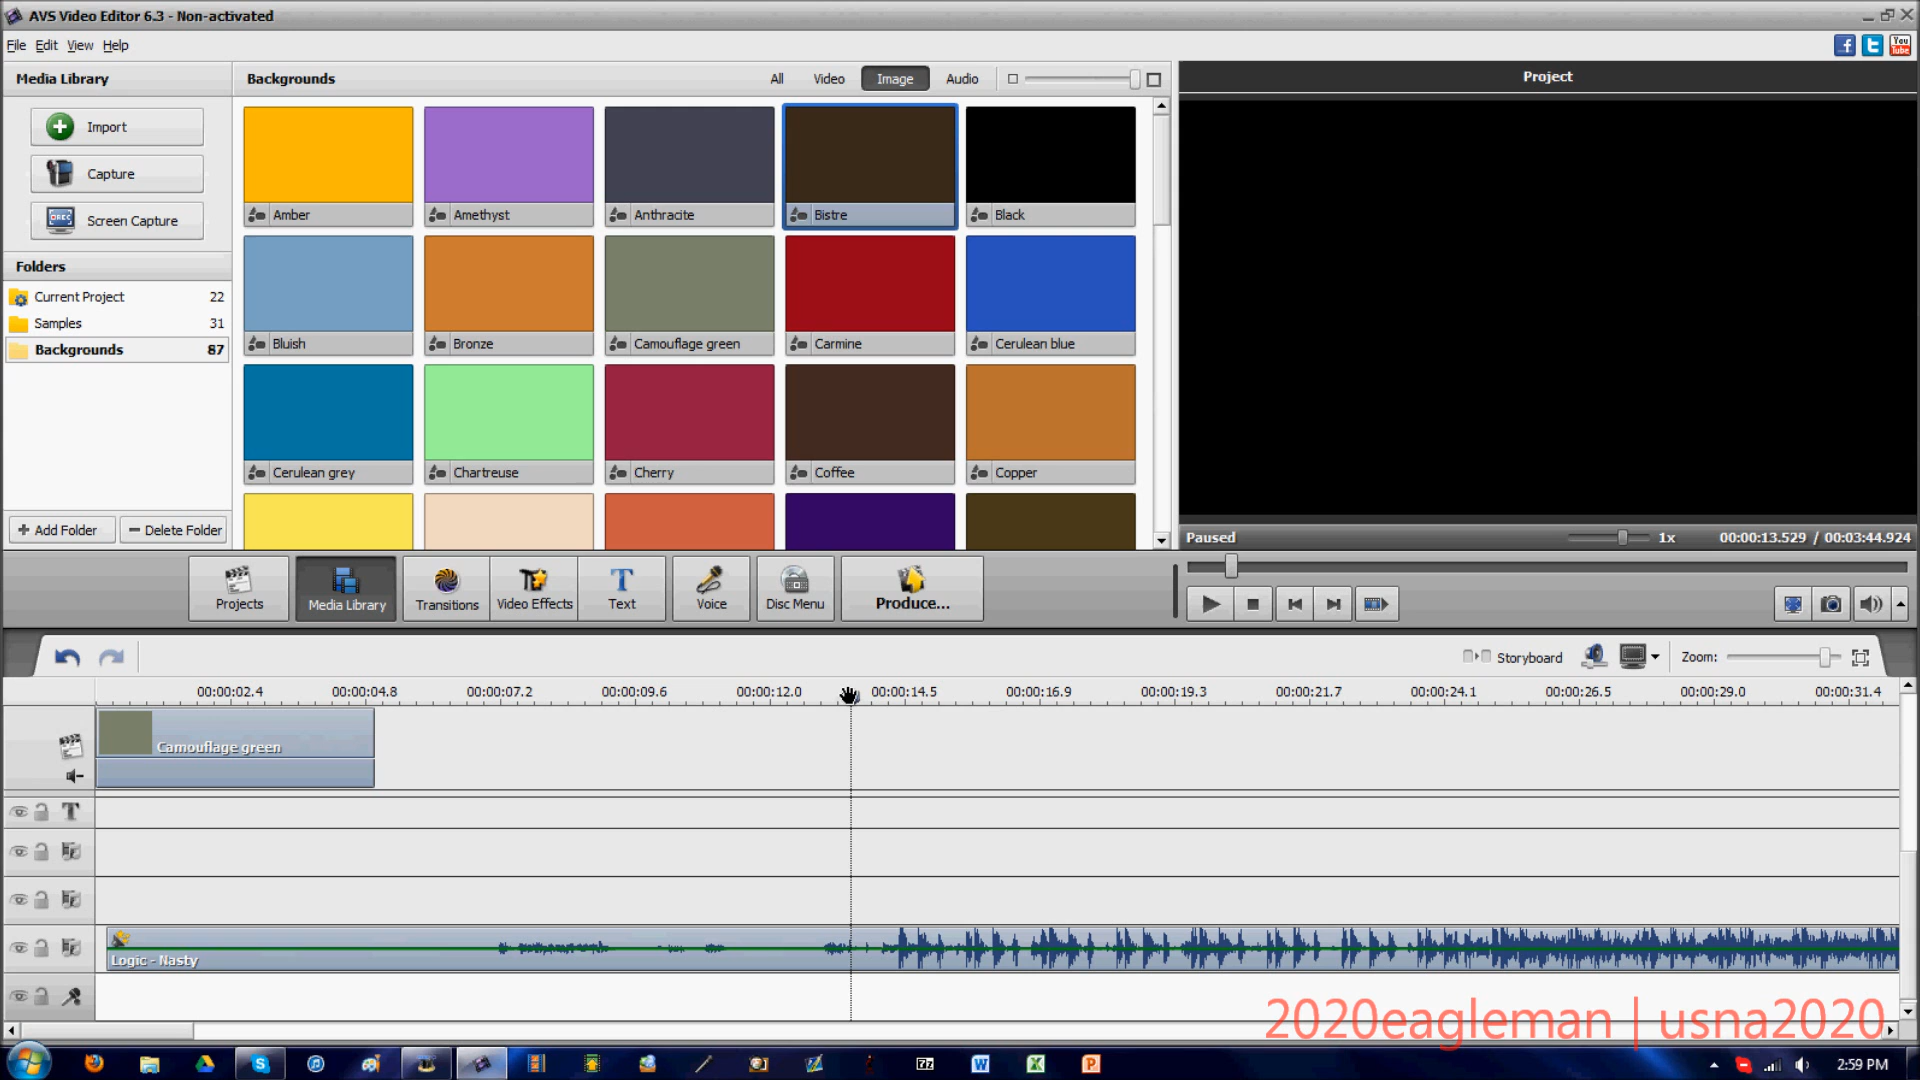 AVS Video Editor 6.3 - Non-activated
File Edit View Help
You Tube
Media Library
Backgrounds
All Video Image Audio
Project
Import
Capture
Screen Capture
Folders
Current Project 22
Samples 31
Backgrounds 87
Add Folder Delete Folder
Amber Amethyst Anthracite Bistre Black
Bluish Bronze Camouflage green Carmine Cerulean blue
Cerulean grey Chartreuse Cherry Coffee Copper
Paused 1x 00:00:13.529 / 00:03:44.924
Projects Media Library Transitions Video Effects Text Voice Disc Menu Produce...
Storyboard Zoom:
00:00:02.4 00:00:04.8 00:00:07.2 00:00:09.6 00:00:12.0 00:00:14.5 00:00:16.9 00:00:19.3 00:00:21.7 00:00:24.1 00:00:26.5 00:00:29.0 00:00:31.4
Camouflage green
Logic - Nasty
2020eagleman | usna2020
2:59 PM